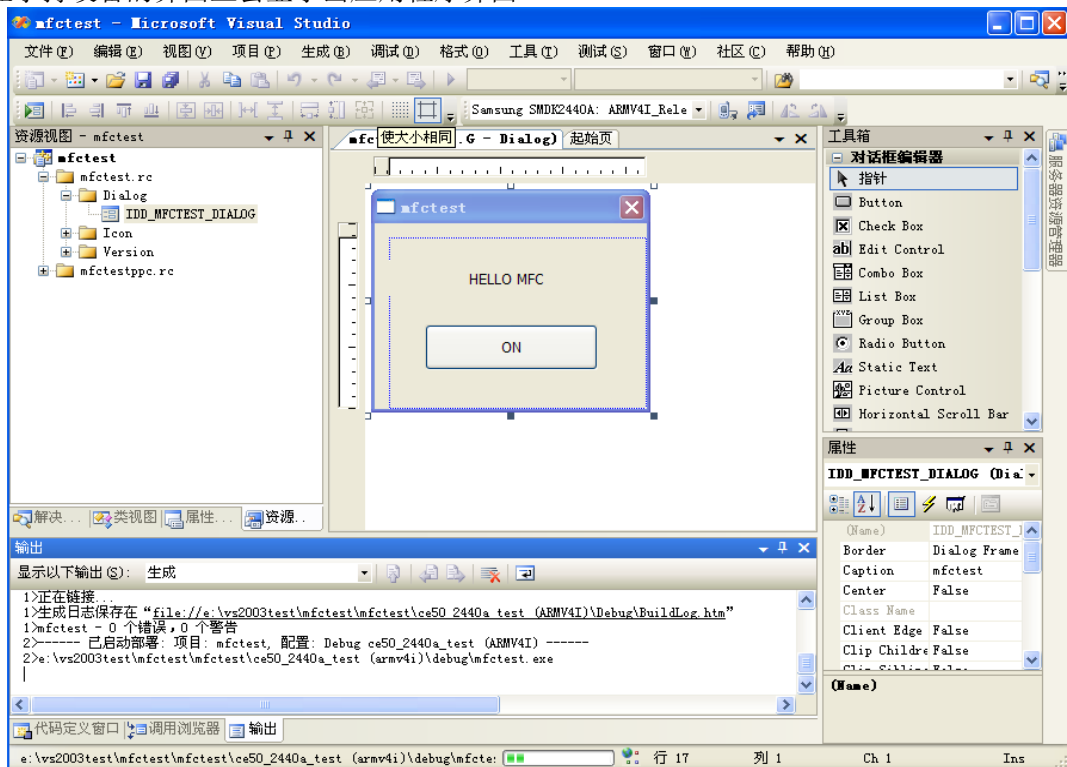 mfctest - Microsoft Visual Studio
文件(F) 编辑(E) 视图(V) 项目(P) 生成(B) 调试(D) 格式(O) 工具(T) 测试(S) 窗口(W) 社区(C) 帮助(H)
Samsung SMDK2440A: ARMV4I_Rele
资源视图 - mfctest
使大小相同
.G - Dialog)
起始页
mfctest
mfctest.rc
Dialog
IDD_MFCTEST_DIALOG
Icon
Version
mfctestppc.rc
mfctest
HELLO MFC
ON
工具箱
对话框编辑器
指针
Button
Check Box
Edit Control
Combo Box
List Box
Group Box
Radio Button
Aa Static Text
Picture Control
Horizontal Scroll Bar
服务器资源管理器
解决... 类视图 属性... 资源..
属性
IDD_MFCTEST_DIALOG (Dia
(Name) IDD_MFCTEST_
Border Dialog Frame
Caption mfctest
Center False
Class Name
Client Edge False
Clip Childre False
(Name)
输出
显示以下输出(S): 生成
1>正在链接...
1>生成日志保存在“file://e:\vs2003test\mfctest\mfctest\ce50_2440a_test (ARMV4I)\Debug\BuildLog.htm”
1>mfctest - 0 个错误，0 个警告
2>------ 已启动部署: 项目: mfctest, 配置: Debug ce50_2440a_test (ARMV4I) ------
2>e:\vs2003test\mfctest\mfctest\ce50_2440a_test (armv4i)\debug\mfctest.exe
代码定义窗口 调用浏览器 输出
e:\vs2003test\mfctest\mfctest\ce50_2440a_test (armv4i)\debug\mfcte: 行 17 列 1 Ch 1 Ins